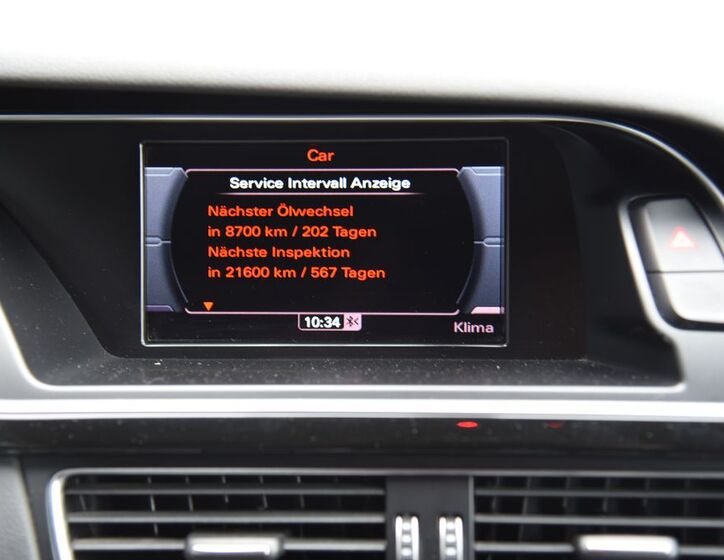 Car
Service Intervall Anzeige
Nächster Ölwechsel
in 8700 km / 202 Tagen
Nächste Inspektion
in 21600 km / 567 Tagen
10:34
Klima